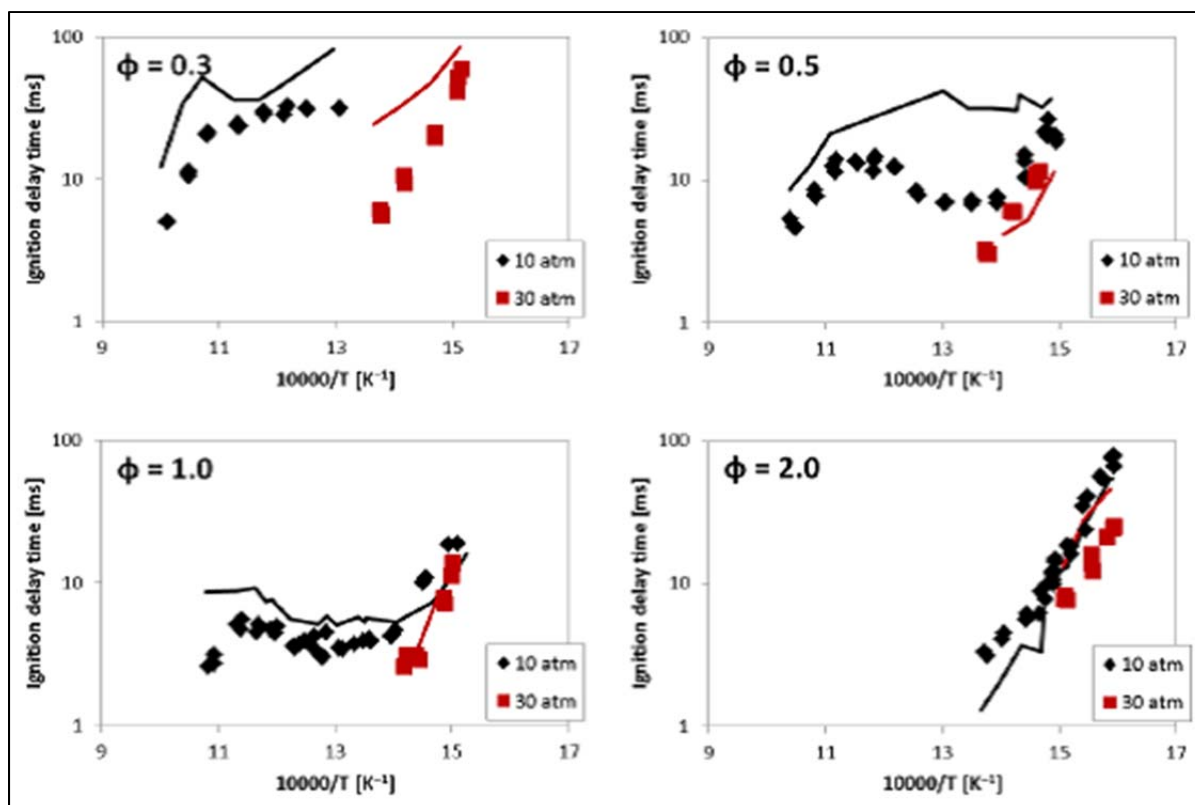 ϕ = 0.3
Ignition delay time [ms]
100
10
1
9 11 13 15 17
10000/T [K⁻¹]
10 atm
30 atm
ϕ = 0.5
Ignition delay time [ms]
100
10
1
9 11 13 15 17
10000/T [K⁻¹]
10 atm
30 atm
ϕ = 1.0
Ignition delay time [ms]
100
10
1
9 11 13 15 17
10000/T [K⁻¹]
10 atm
30 atm
ϕ = 2.0
Ignition delay time [ms]
100
10
1
9 11 13 15 17
10000/T [K⁻¹]
10 atm
30 atm